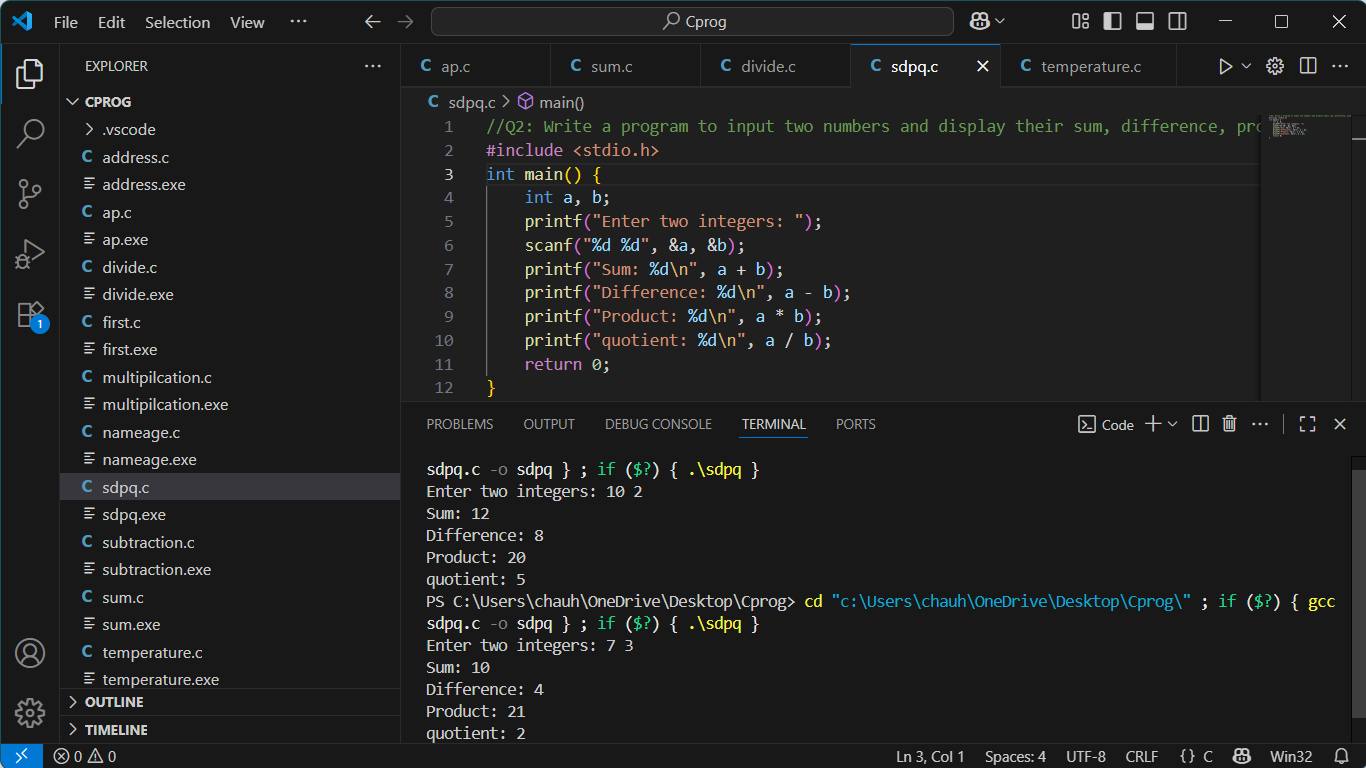 File Edit Selection View ··· Cprog
EXPLORER ···
CPROG
.vscode
C address.c
address.exe
C ap.c
ap.exe
C divide.c
divide.exe
C first.c
first.exe
C multipilcation.c
multipilcation.exe
C nameage.c
nameage.exe
C sdpq.c
sdpq.exe
C subtraction.c
subtraction.exe
C sum.c
sum.exe
C temperature.c
temperature.exe
OUTLINE
TIMELINE
1
C ap.c C sum.c C divide.c C sdpq.c C temperature.c
C sdpq.c > main()
1 //Q2: Write a program to input two numbers and display their sum, difference, pro
2 #include <stdio.h>
3 int main() {
4 int a, b;
5 printf("Enter two integers: ");
6 scanf("%d %d", &a, &b);
7 printf("Sum: %d\n", a + b);
8 printf("Difference: %d\n", a - b);
9 printf("Product: %d\n", a * b);
10 printf("quotient: %d\n", a / b);
11 return 0;
12 }
PROBLEMS OUTPUT DEBUG CONSOLE TERMINAL PORTS Code
sdpq.c -o sdpq } ; if ($?) { .\sdpq }
Enter two integers: 10 2
Sum: 12
Difference: 8
Product: 20
quotient: 5
PS C:\Users\chauh\OneDrive\Desktop\Cprog> cd "c:\Users\chauh\OneDrive\Desktop\Cprog\" ; if ($?) { gcc
sdpq.c -o sdpq } ; if ($?) { .\sdpq }
Enter two integers: 7 3
Sum: 10
Difference: 4
Product: 21
quotient: 2
0 0 Ln 3, Col 1 Spaces: 4 UTF-8 CRLF {} C Win32